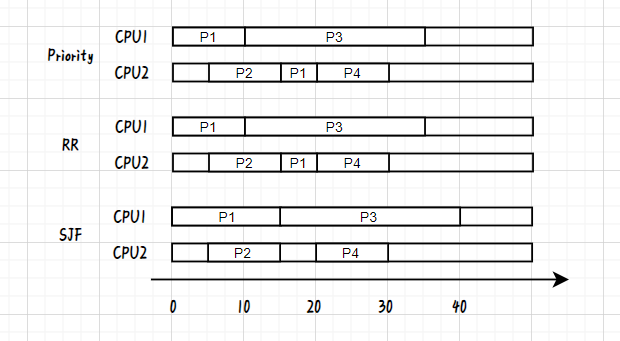 CPU1 P1 P3
Priority
CPU2 P2 P1 P4
CPU1 P1 P3
RR
CPU2 P2 P1 P4
CPU1 P1 P3
SJF
CPU2 P2 P4
0 10 20 30 40